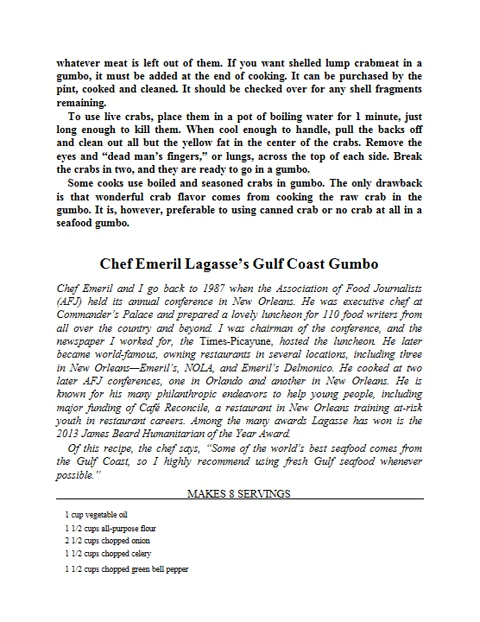 whatever meat is left out of them. If you want shelled lump crabmeat in a
gumbo, it must be added at the end of cooking. It can be purchased by the
pint, cooked and cleaned. It should be checked over for any shell fragments
remaining.
To use live crabs, place them in a pot of boiling water for 1 minute, just
long enough to kill them. When cool enough to handle, pull the backs off
and clean out all but the yellow fat in the center of the crabs. Remove the
eyes and “dead man’s fingers,” or lungs, across the top of each side. Break
the crabs in two, and they are ready to go in a gumbo.
Some cooks use boiled and seasoned crabs in gumbo. The only drawback
is that wonderful crab flavor comes from cooking the raw crab in the
gumbo. It is, however, preferable to using canned crab or no crab at all in a
seafood gumbo.
Chef Emeril Lagasse’s Gulf Coast Gumbo
Chef Emeril and I go back to 1987 when the Association of Food Journalists
(AFJ) held its annual conference in New Orleans. He was executive chef at
Commander’s Palace and prepared a lovely luncheon for 110 food writers from
all over the country and beyond. I was chairman of the conference, and the
newspaper I worked for, the Times-Picayune, hosted the luncheon. He later
became world-famous, owning restaurants in several locations, including three
in New Orleans—Emeril’s, NOLA, and Emeril’s Delmonico. He cooked at two
later AFJ conferences, one in Orlando and another in New Orleans. He is
known for his many philanthropic endeavors to help young people, including
major funding of Café Reconcile, a restaurant in New Orleans training at-risk
youth in restaurant careers. Among the many awards Lagasse has won is the
2013 James Beard Humanitarian of the Year Award.
Of this recipe, the chef says, “Some of the world’s best seafood comes from
the Gulf Coast, so I highly recommend using fresh Gulf seafood whenever
possible.”
MAKES 8 SERVINGS
1 cup vegetable oil
1 1/2 cups all-purpose flour
2 1/2 cups chopped onion
1 1/2 cups chopped celery
1 1/2 cups chopped green bell pepper